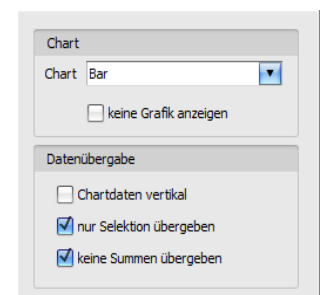 Chart
Chart Bar
keine Grafik anzeigen
Datenübergabe
Chartdaten vertikal
nur Selektion übergeben
keine Summen übergeben